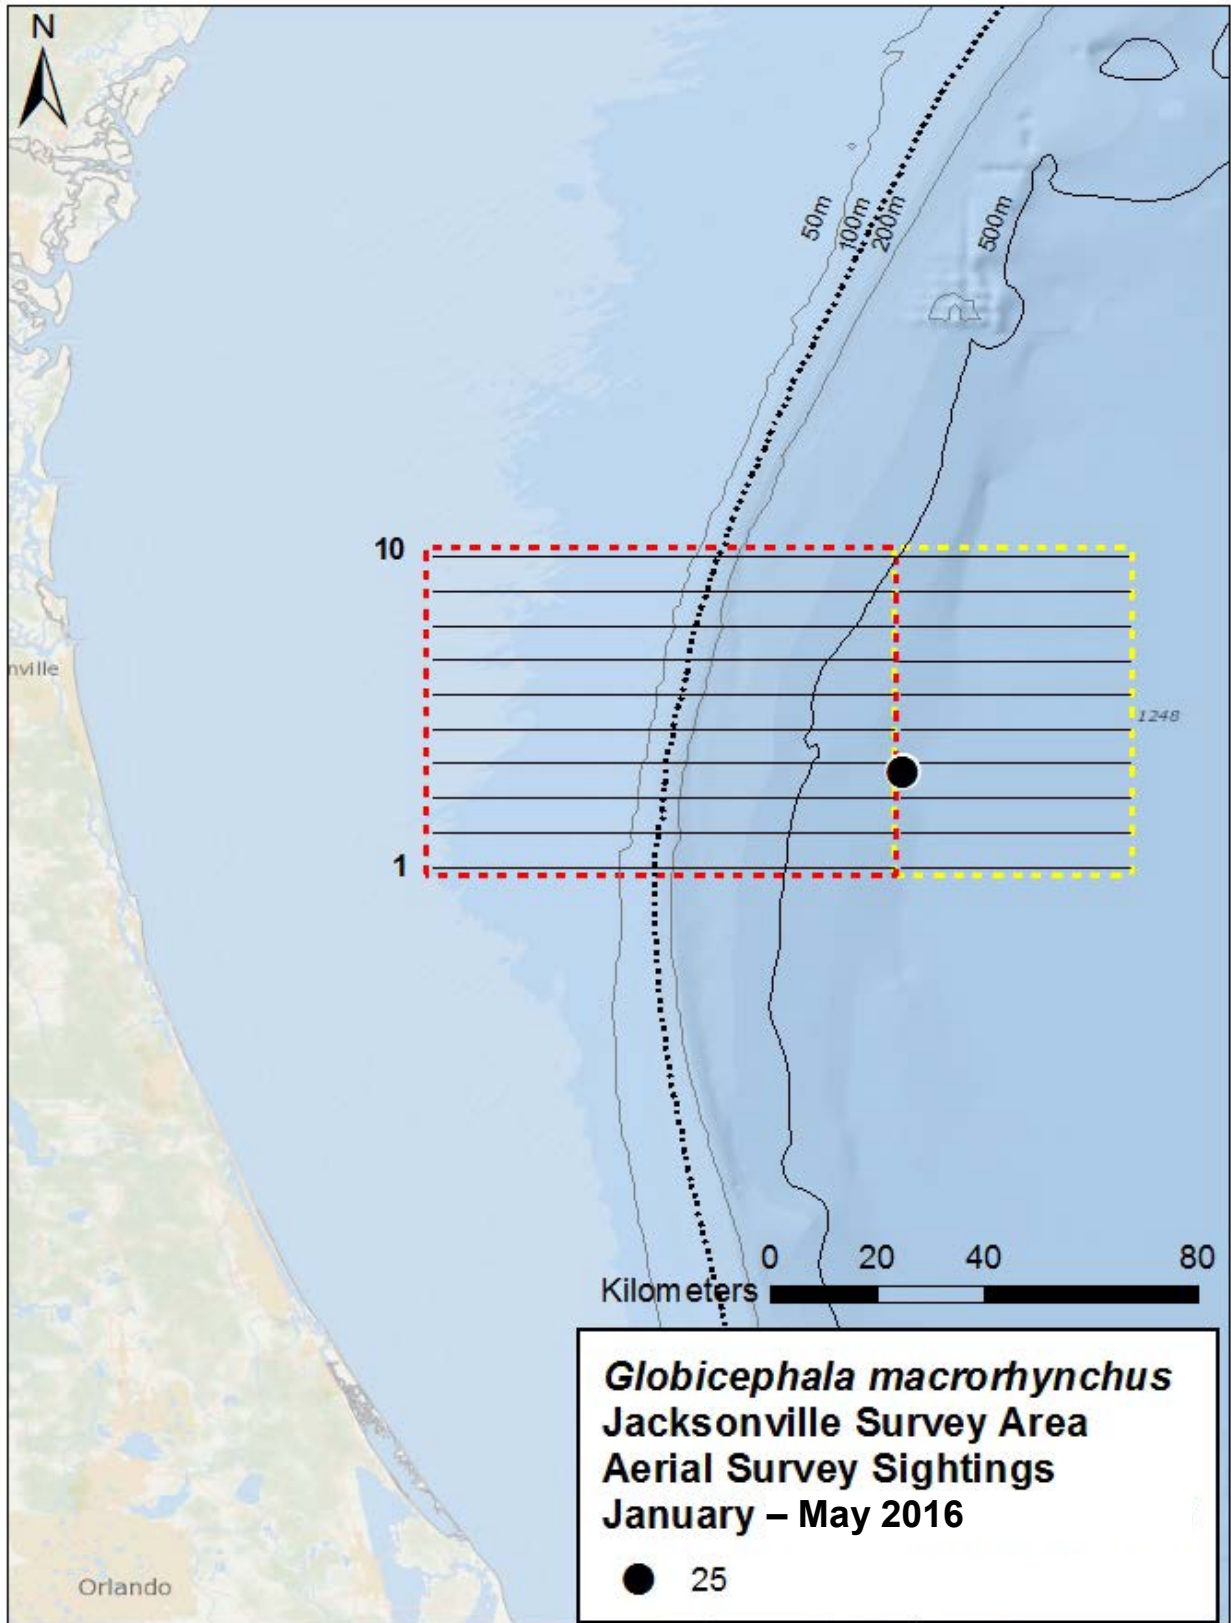 N
50m
100m
200m
500m
10
nville
1248
1
0 20 40 80
Kilometers
Globicephala macrorhynchus
Jacksonville Survey Area
Aerial Survey Sightings
January – May 2016
25
Orlando